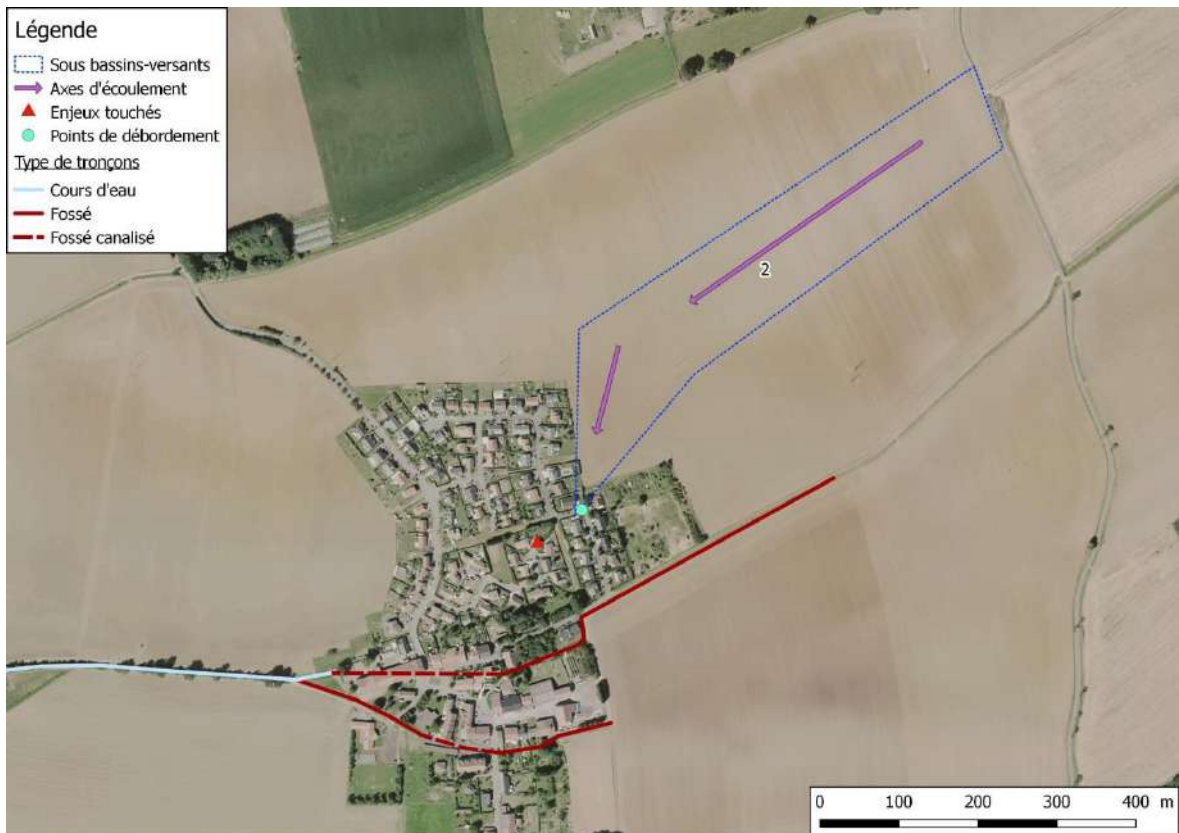 Légende
Sous bassins-versants
Axes d'écoulement
Enjeux touchés
Points de débordement
Type de tronçons
Cours d'eau
Fossé
Fossé canalisé
2
0 100 200 300 400 m